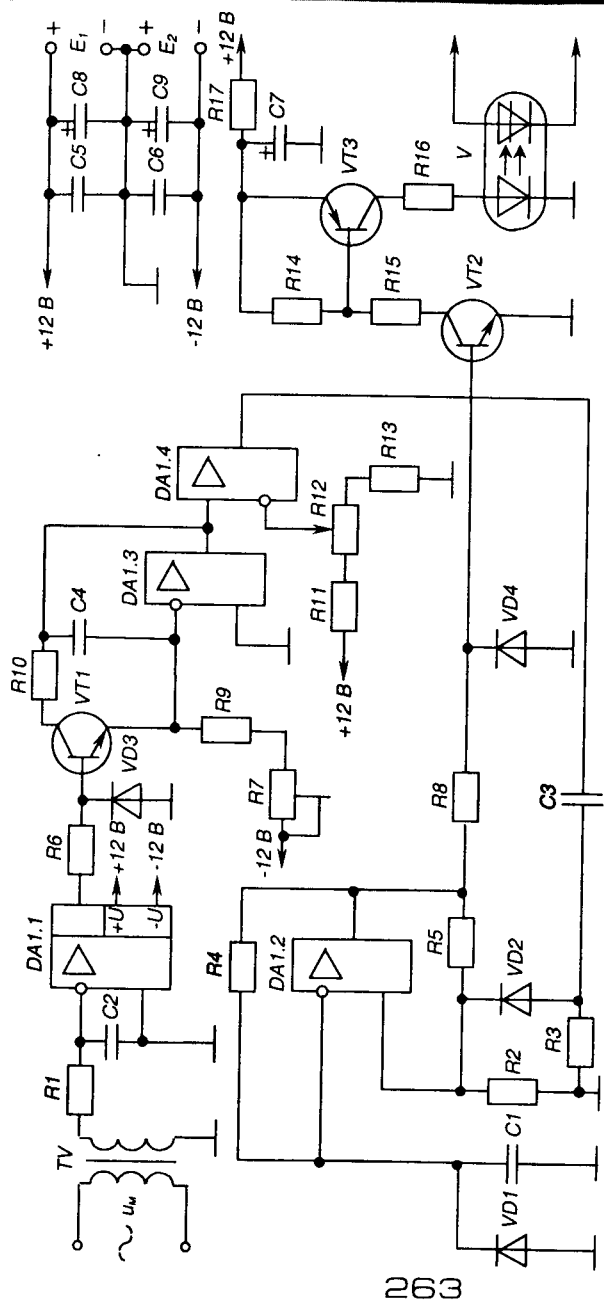 TV
u_м
R1
C2
DA1.1
+U
-U
+12 В
-12 В
R6
VD3
VT1
R10
C4
DA1.3
DA1.4
R9
R7
-12 В
R11
R12
R13
+12 В
+12 В
-12 В
C5
C8
+
C6
C9
+
+
E₁
-
+
E₂
-
R17
+12 В
C7
+
VT3
R14
R15
R16
V
VT2
R4
DA1.2
R5
R8
VD4
VD2
R2
R3
C1
VD1
C3
263